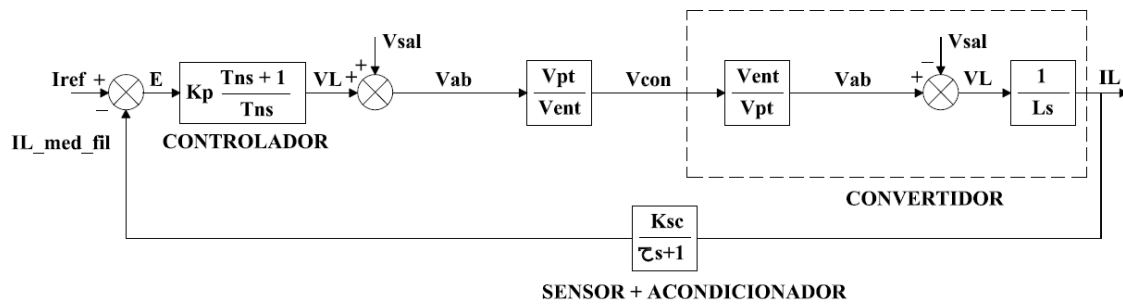 Vsal
Vsal
Iref + E Kp Tns + 1 VL + + Vab Vpt Vcon Vent Vab + − VL 1 IL
− Tns Vent Vpt Ls
IL_med_fil
CONTROLADOR
CONVERTIDOR
Ksc
τs+1
SENSOR + ACONDICIONADOR